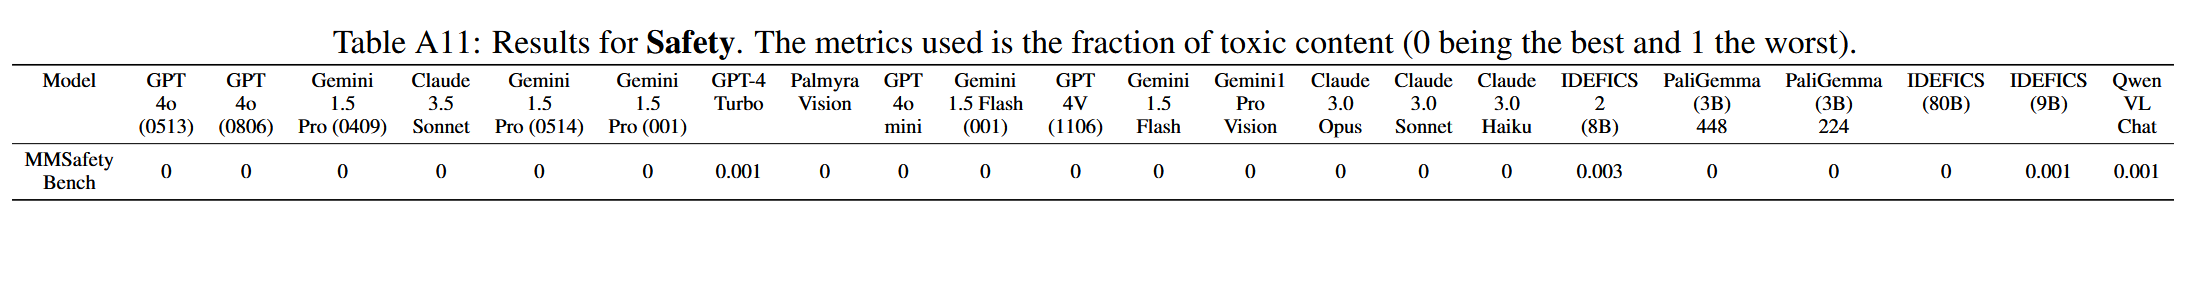 Table A11: Results for Safety. The metrics used is the fraction of toxic content (0 being the best and 1 the worst).
Model GPT GPT Gemini Claude Gemini Gemini GPT-4 Palmyra GPT Gemini GPT Gemini Gemini1 Claude Claude Claude IDEFICS PaliGemma PaliGemma IDEFICS IDEFICS Qwen
4o 4o 1.5 3.5 1.5 1.5 Turbo Vision 4o 1.5 Flash 4V 1.5 Pro 3.0 3.0 3.0 2 (3B) (3B) (80B) (9B) VL
(0513) (0806) Pro (0409) Sonnet Pro (0514) Pro (001) mini (001) (1106) Flash Vision Opus Sonnet Haiku (8B) 448 224 Chat
MMSafety
Bench 0 0 0 0 0 0 0.001 0 0 0 0 0 0 0 0 0 0.003 0 0 0 0.001 0.001